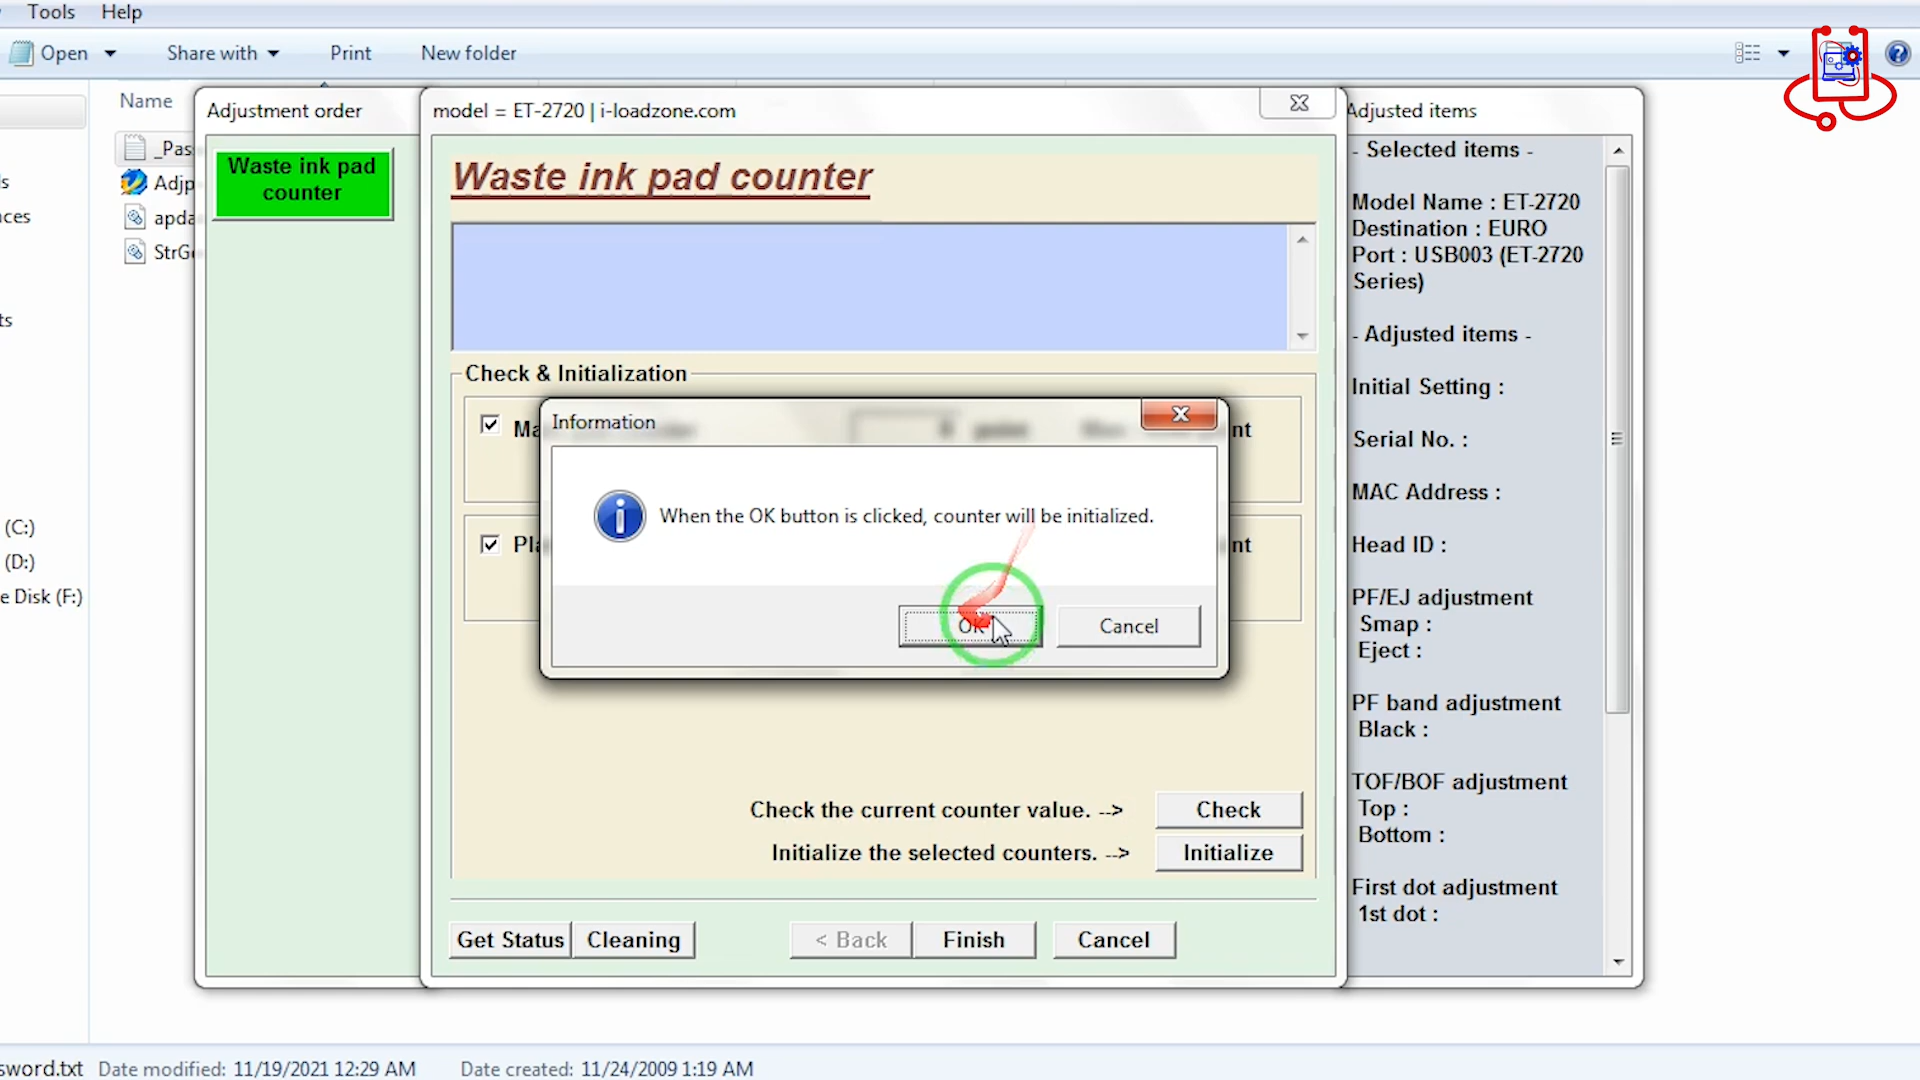 Tools Help
Open Share with Print New folder
Name
Adjustment order
model = ET-2720 | i-loadzone.com
Adjusted items
_Pas
Adjp
apda
StrG
Waste ink pad
counter
Waste ink pad counter
Check & Initialization
Information
nt
When the OK button is clicked, counter will be initialized.
Pla
nt
OK Cancel
Check the current counter value. --> Check
Initialize the selected counters. --> Initialize
Get Status Cleaning < Back Finish Cancel
- Selected items -
Model Name : ET-2720
Destination : EURO
Port : USB003 (ET-2720
Series)
- Adjusted items -
Initial Setting :
Serial No. :
MAC Address :
Head ID :
PF/EJ adjustment
Smap :
Eject :
PF band adjustment
Black :
TOF/BOF adjustment
Top :
Bottom :
First dot adjustment
1st dot :
(C:)
(D:)
e Disk (F:)
sword.txt Date modified: 11/19/2021 12:29 AM Date created: 11/24/2009 1:19 AM